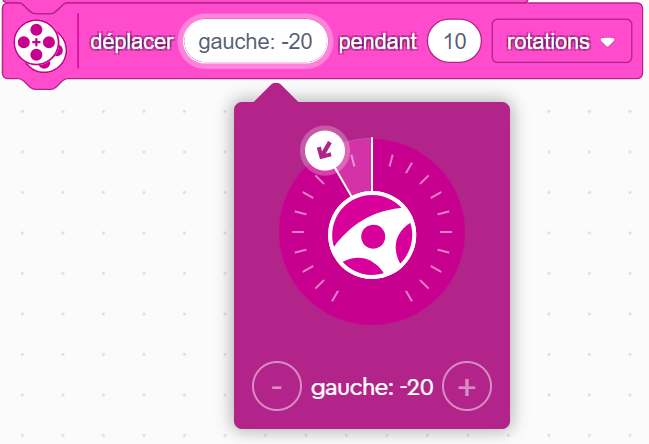 déplacer gauche: -20 pendant 10 rotations
- gauche: -20 +